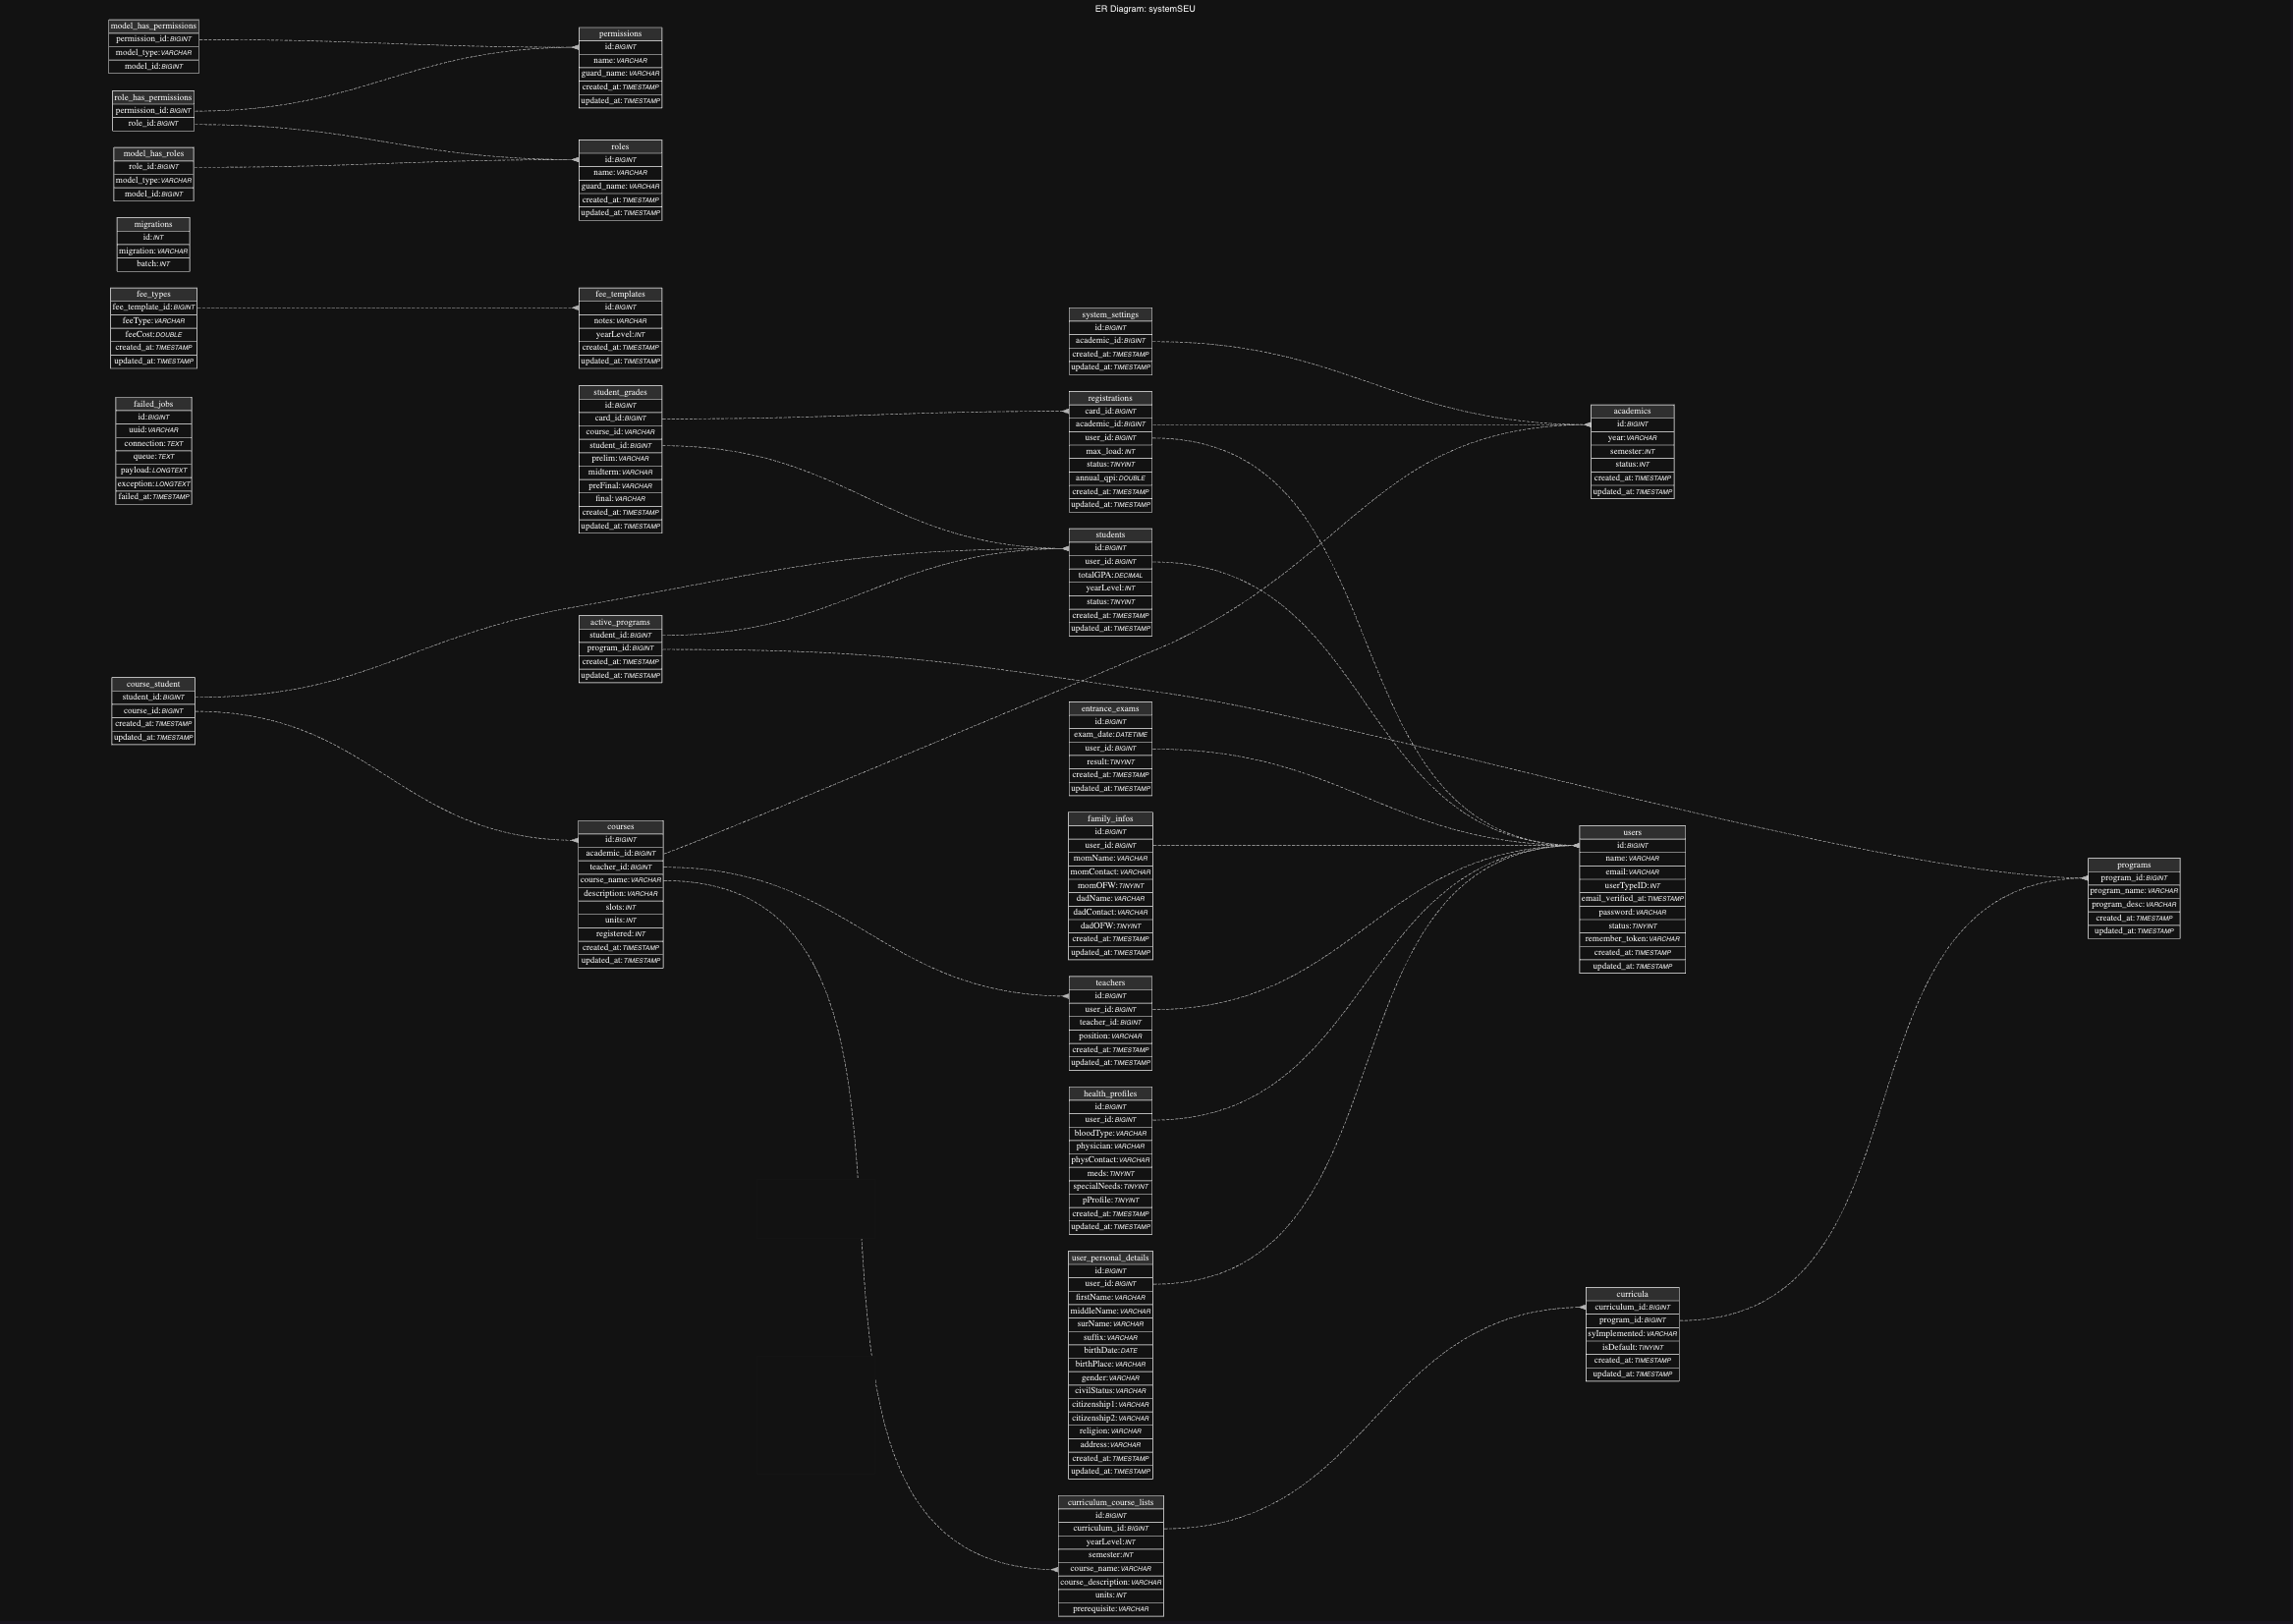 ER Diagram: systemSEU
model_has_permissions
permission_id: BIGINT
model_type: VARCHAR
model_id: BIGINT
role_has_permissions
permission_id: BIGINT
role_id: BIGINT
model_has_roles
role_id: BIGINT
model_type: VARCHAR
model_id: BIGINT
migrations
id: INT
migration: VARCHAR
batch: INT
fee_types
fee_template_id: BIGINT
feeType: VARCHAR
feeCost: DOUBLE
created_at: TIMESTAMP
updated_at: TIMESTAMP
failed_jobs
id: BIGINT
uuid: VARCHAR
connection: TEXT
queue: TEXT
payload: LONGTEXT
exception: LONGTEXT
failed_at: TIMESTAMP
course_student
student_id: BIGINT
course_id: BIGINT
created_at: TIMESTAMP
updated_at: TIMESTAMP
permissions
id: BIGINT
name: VARCHAR
guard_name: VARCHAR
created_at: TIMESTAMP
updated_at: TIMESTAMP
roles
id: BIGINT
name: VARCHAR
guard_name: VARCHAR
created_at: TIMESTAMP
updated_at: TIMESTAMP
fee_templates
id: BIGINT
notes: VARCHAR
yearLevel: INT
created_at: TIMESTAMP
updated_at: TIMESTAMP
student_grades
id: BIGINT
card_id: BIGINT
course_id: VARCHAR
student_id: BIGINT
prelim: VARCHAR
midterm: VARCHAR
preFinal: VARCHAR
final: VARCHAR
created_at: TIMESTAMP
updated_at: TIMESTAMP
active_programs
student_id: BIGINT
program_id: BIGINT
created_at: TIMESTAMP
updated_at: TIMESTAMP
courses
id: BIGINT
academic_id: BIGINT
teacher_id: BIGINT
course_name: VARCHAR
description: VARCHAR
slots: INT
units: INT
registered: INT
created_at: TIMESTAMP
updated_at: TIMESTAMP
system_settings
id: BIGINT
academic_id: BIGINT
created_at: TIMESTAMP
updated_at: TIMESTAMP
registrations
card_id: BIGINT
academic_id: BIGINT
user_id: BIGINT
max_load: INT
status: TINYINT
annual_qpi: DOUBLE
created_at: TIMESTAMP
updated_at: TIMESTAMP
students
id: BIGINT
user_id: BIGINT
totalGPA: DECIMAL
yearLevel: INT
status: TINYINT
created_at: TIMESTAMP
updated_at: TIMESTAMP
entrance_exams
id: BIGINT
exam_date: DATETIME
user_id: BIGINT
result: TINYINT
created_at: TIMESTAMP
updated_at: TIMESTAMP
family_infos
id: BIGINT
user_id: BIGINT
momName: VARCHAR
momContact: VARCHAR
momOFW: TINYINT
dadName: VARCHAR
dadContact: VARCHAR
dadOFW: TINYINT
created_at: TIMESTAMP
updated_at: TIMESTAMP
teachers
id: BIGINT
user_id: BIGINT
teacher_id: BIGINT
position: VARCHAR
created_at: TIMESTAMP
updated_at: TIMESTAMP
health_profiles
id: BIGINT
user_id: BIGINT
bloodType: VARCHAR
physician: VARCHAR
physContact: VARCHAR
meds: TINYINT
specialNeeds: TINYINT
pProfile: TINYINT
created_at: TIMESTAMP
updated_at: TIMESTAMP
user_personal_details
id: BIGINT
user_id: BIGINT
firstName: VARCHAR
middleName: VARCHAR
surName: VARCHAR
suffix: VARCHAR
birthDate: DATE
birthPlace: VARCHAR
gender: VARCHAR
civilStatus: VARCHAR
citizenship1: VARCHAR
citizenship2: VARCHAR
religion: VARCHAR
address: VARCHAR
created_at: TIMESTAMP
updated_at: TIMESTAMP
curriculum_course_lists
id: BIGINT
curriculum_id: BIGINT
yearLevel: INT
semester: INT
course_name: VARCHAR
course_description: VARCHAR
units: INT
prerequisite: VARCHAR
academics
id: BIGINT
year: VARCHAR
semester: INT
status: INT
created_at: TIMESTAMP
updated_at: TIMESTAMP
users
id: BIGINT
name: VARCHAR
email: VARCHAR
userTypeID: INT
email_verified_at: TIMESTAMP
password: VARCHAR
status: TINYINT
remember_token: VARCHAR
created_at: TIMESTAMP
updated_at: TIMESTAMP
curricula
curriculum_id: BIGINT
program_id: BIGINT
syImplemented: VARCHAR
isDefault: TINYINT
created_at: TIMESTAMP
updated_at: TIMESTAMP
programs
program_id: BIGINT
program_name: VARCHAR
program_desc: VARCHAR
created_at: TIMESTAMP
updated_at: TIMESTAMP